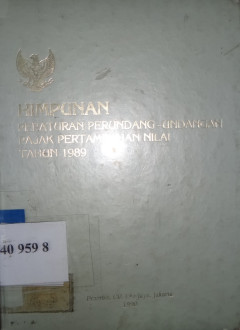 HIMPUNAN
PERATURAN PERUNDANG-UNDANGAN
PAJAK PERTAMBAHAN NILAI
TAHUN 1989
40 959 8